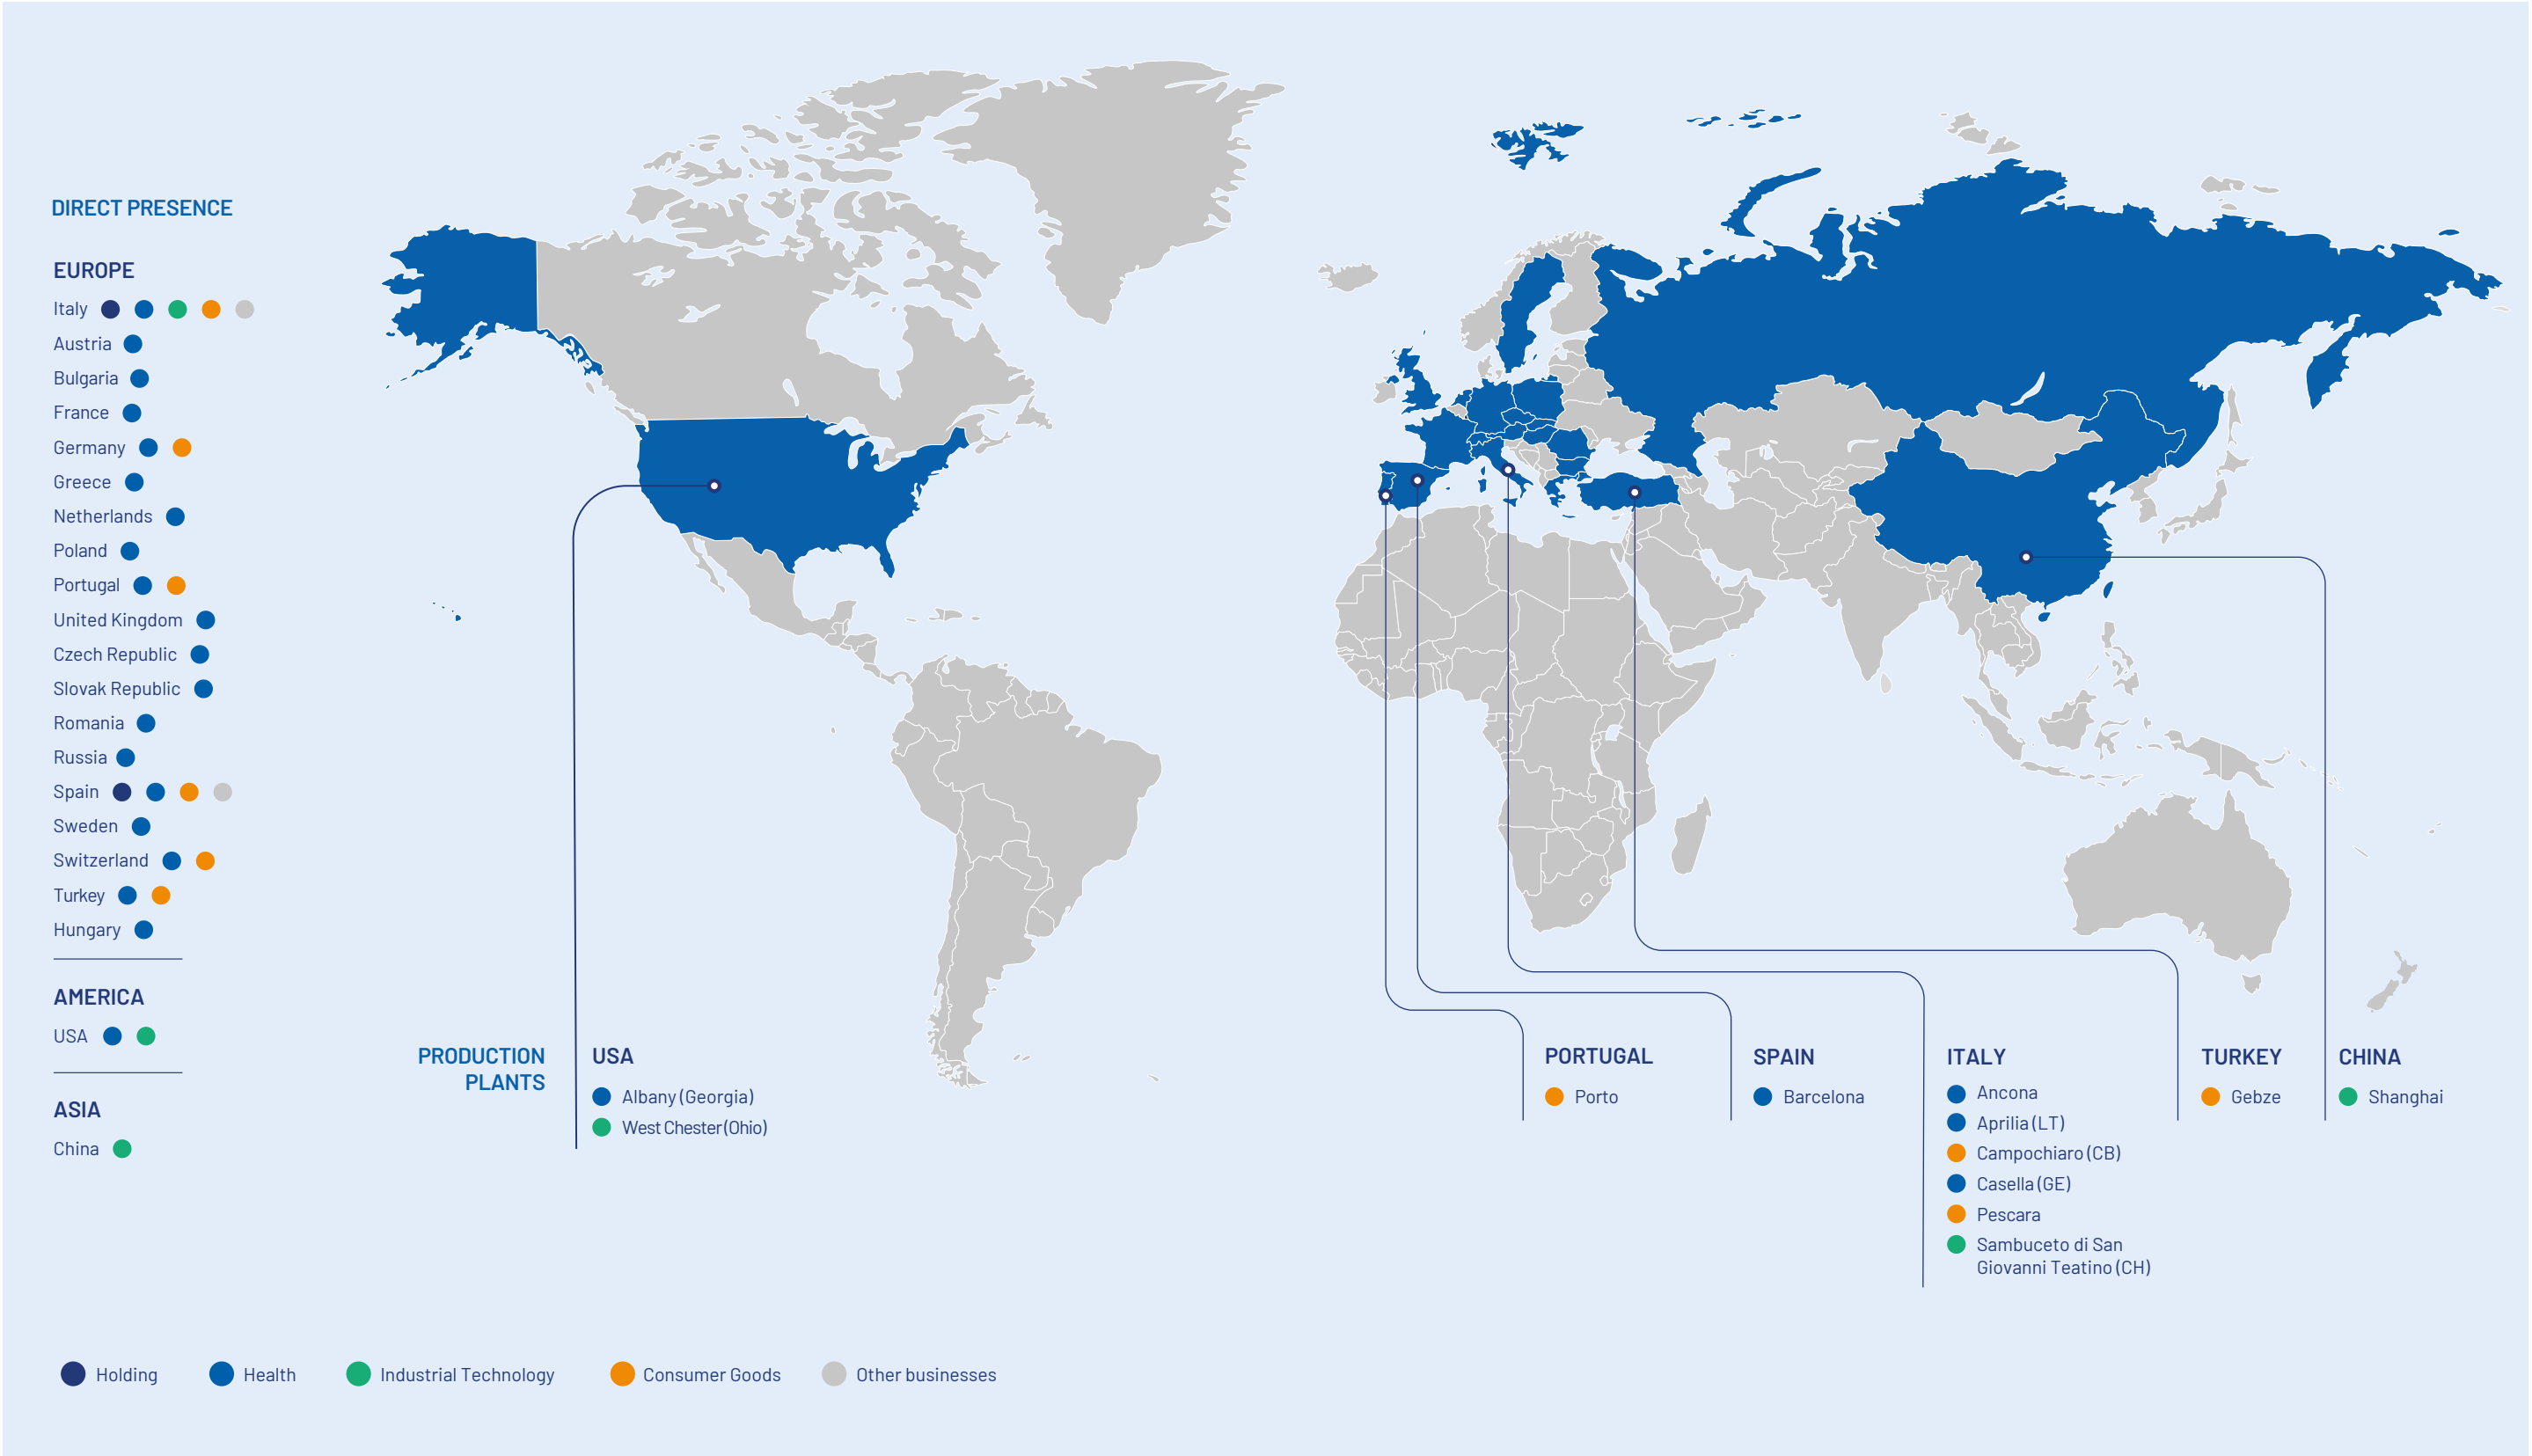 DIRECT PRESENCE
EUROPE
Italy
Austria
Bulgaria
France
Germany
Greece
Netherlands
Poland
Portugal
United Kingdom
Czech Republic
Slovak Republic
Romania
Russia
Spain
Sweden
Switzerland
Turkey
Hungary
AMERICA
USA
ASIA
China
PRODUCTION
PLANTS
USA
Albany (Georgia)
West Chester (Ohio)
PORTUGAL
Porto
SPAIN
Barcelona
ITALY
Ancona
Aprilia (LT)
Campochiaro (CB)
Casella (GE)
Pescara
Sambuceto di San
Giovanni Teatino (CH)
TURKEY
Gebze
CHINA
Shanghai
Holding
Health
Industrial Technology
Consumer Goods
Other businesses